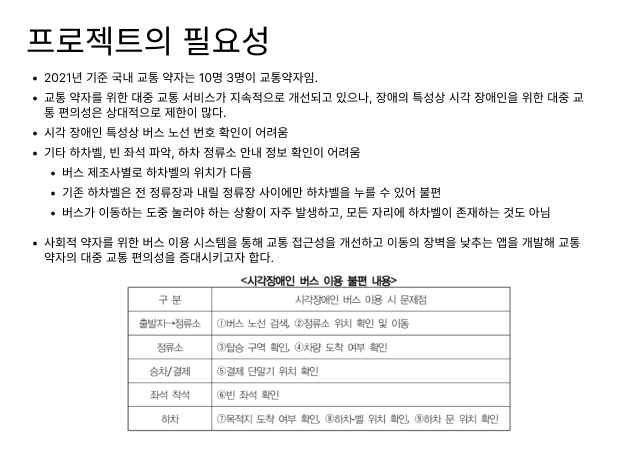 프로젝트의 필요성
• 2021년 기준 국내 교통 약자는 10명 3명이 교통약자임.
• 교통 약자를 위한 대중 교통 서비스가 지속적으로 개선되고 있으나, 장애의 특성상 시각 장애인을 위한 대중 교
통 편의성은 상대적으로 제한이 많다.
• 시각 장애인 특성상 버스 노선 번호 확인이 어려움
• 기타 하차벨, 빈 좌석 파악, 하차 정류소 안내 정보 확인이 어려움
• 버스 제조사별로 하차벨의 위치가 다름
• 기존 하차벨은 전 정류장과 내릴 정류장 사이에만 하차벨을 누를 수 있어 불편
• 버스가 이동하는 도중 눌러야 하는 상황이 자주 발생하고, 모든 자리에 하차벨이 존재하는 것도 아님
• 사회적 약자를 위한 버스 이용 시스템을 통해 교통 접근성을 개선하고 이동의 장벽을 낮추는 앱을 개발해 교통
약자의 대중 교통 편의성을 증대시키고자 합다.
<시각장애인 버스 이용 불편 내용>
구 분 시각장애인 버스 이용 시 문제점
출발지→정류소 ①버스 노선 검색, ②정류소 위치 확인 및 이동
정류소 ③탑승 구역 확인, ④차량 도착 여부 확인
승차/결제 ⑤결제 단말기 위치 확인
좌석 착석 ⑥빈 좌석 확인
하차 ⑦목적지 도착 여부 확인, ⑧하차벨 위치 확인, ⑨하차 문 위치 확인